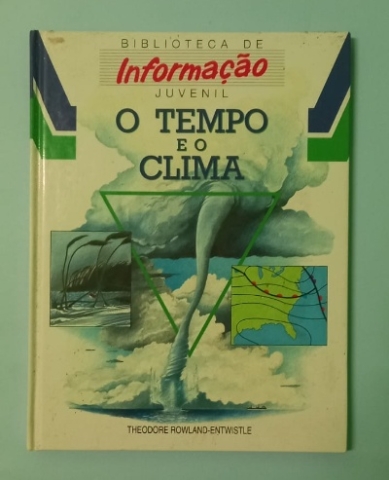 BIBLIOTECA DE
Informação
JUVENIL
O TEMPO
E O
CLIMA
THEODORE ROWLAND-ENTWISTLE